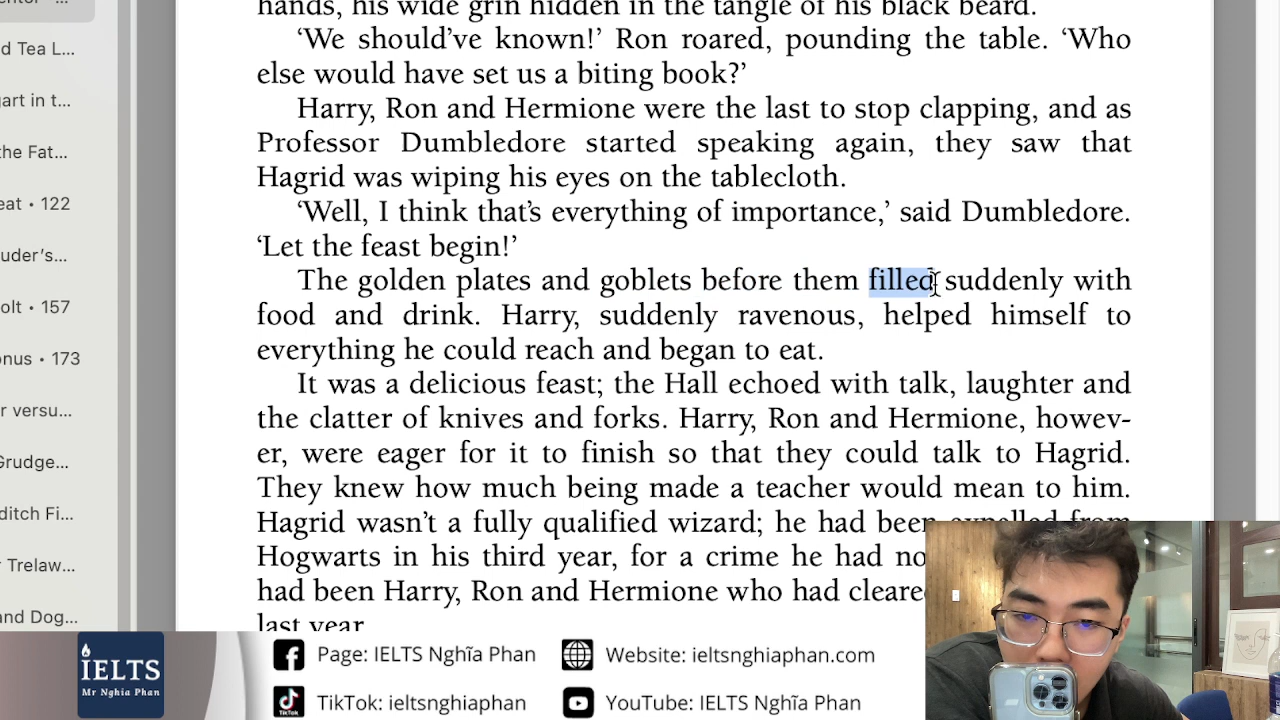 hands, his wide grin hidden in the tangle of his black beard.
‘We should’ve known!’ Ron roared, pounding the table. ‘Who
else would have set us a biting book?’
Harry, Ron and Hermione were the last to stop clapping, and as
Professor Dumbledore started speaking again, they saw that
Hagrid was wiping his eyes on the tablecloth.
‘Well, I think that’s everything of importance,’ said Dumbledore.
‘Let the feast begin!’
The golden plates and goblets before them filled suddenly with
food and drink. Harry, suddenly ravenous, helped himself to
everything he could reach and began to eat.
It was a delicious feast; the Hall echoed with talk, laughter and
the clatter of knives and forks. Harry, Ron and Hermione, howev-
er, were eager for it to finish so that they could talk to Hagrid.
They knew how much being made a teacher would mean to him.
Hagrid wasn’t a fully qualified wizard; he had been expelled from
Hogwarts in his third year, for a crime he had no
had been Harry, Ron and Hermione who had cleare
last year
d Tea L...
gart in t...
the Fat...
eat • 122
uder’s...
olt • 157
onus • 173
r versu...
Grudge...
ditch Fi...
r Trelaw...
and Dog...
IELTS
Mr Nghia Phan
Page: IELTS Nghĩa Phan
TikTok
TikTok: ieltsnghiaphan
Website: ieltsnghiaphan.com
YouTube: IELTS Nghĩa Phan